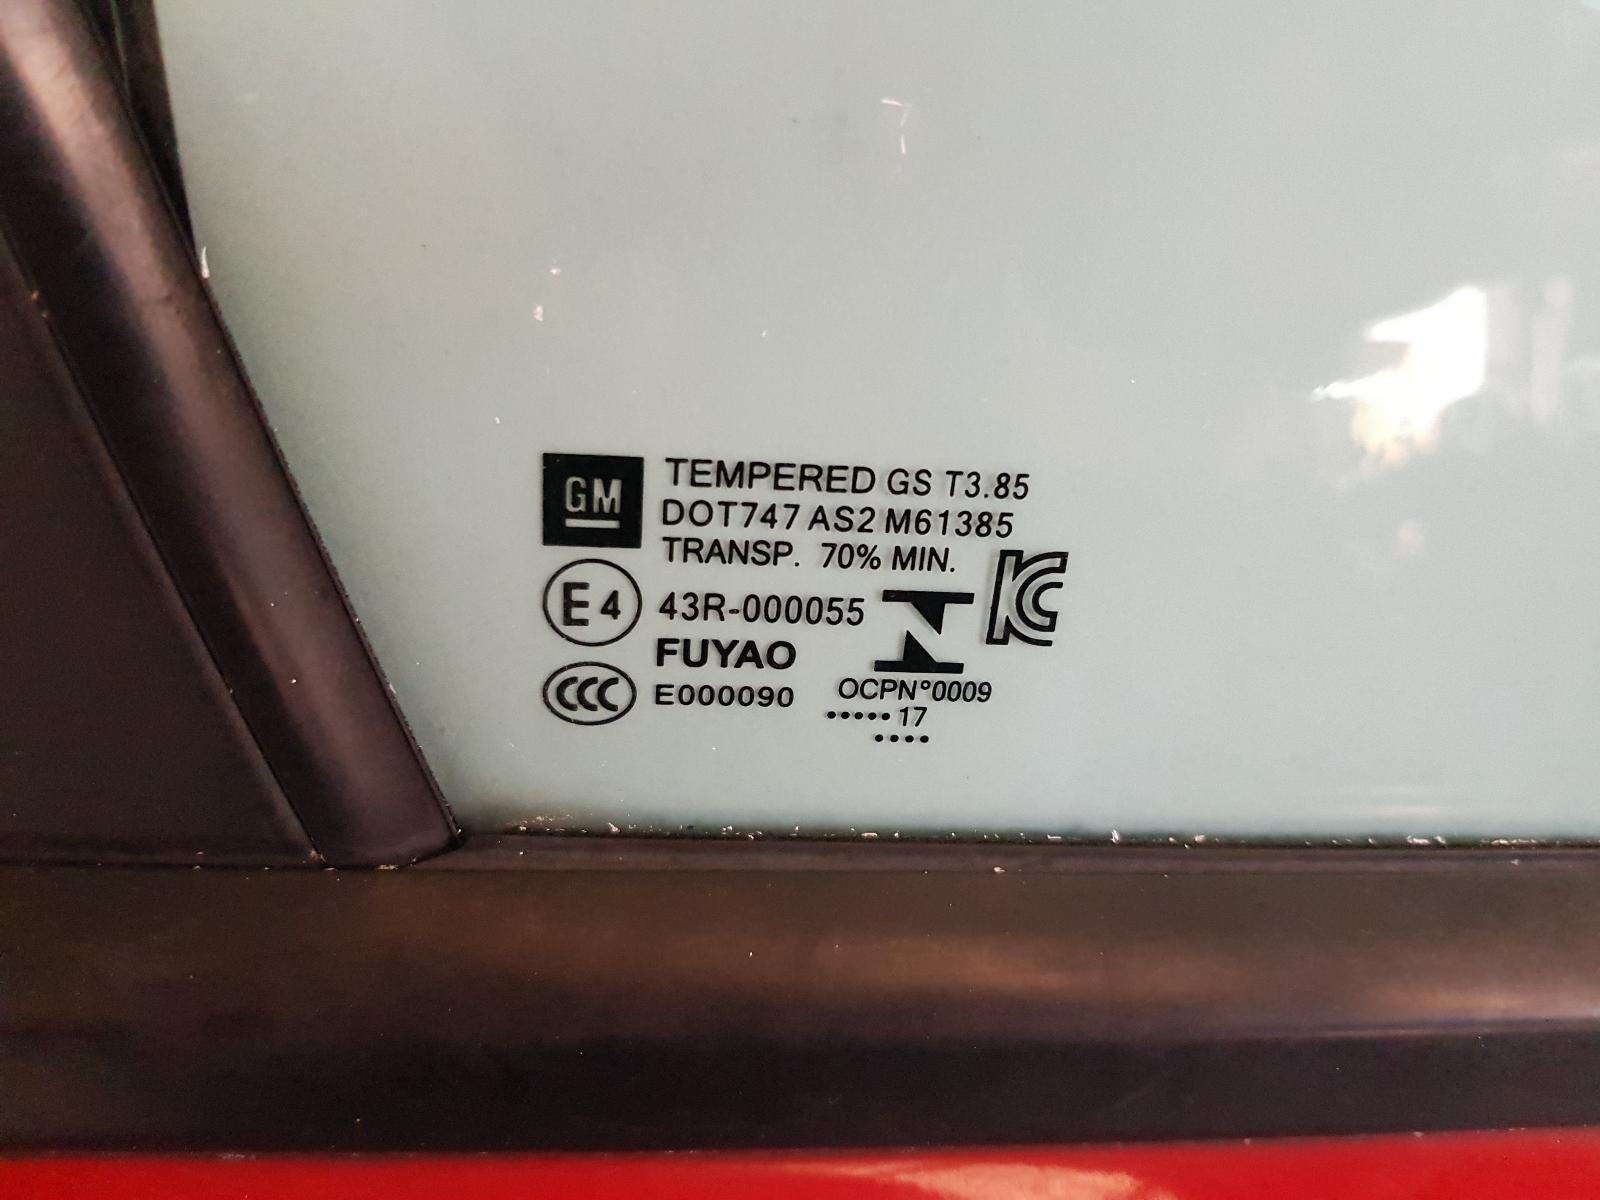 GM
TEMPERED GS T3.85
DOT747 AS2 M61385
TRANSP. 70% MIN.
E4 43R-000055
KC
FUYAO
CCC E000090
OCPN°0009
••••• 17
••••